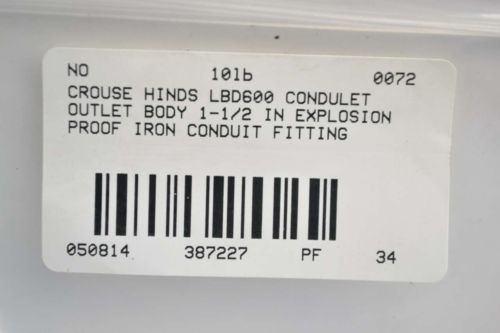 NO 10lb 0072
CROUSE HINDS LBD600 CONDULET
OUTLET BODY 1-1/2 IN EXPLOSION
PROOF IRON CONDUIT FITTING
050814 387227 PF 34